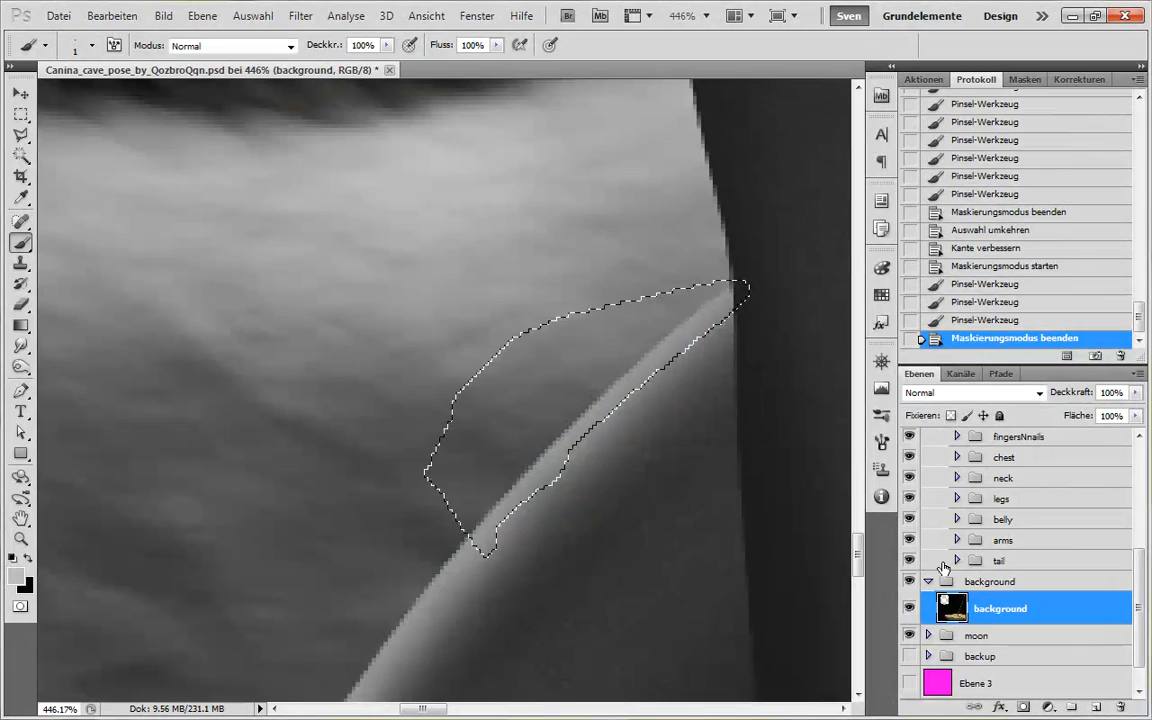 Ps Datei Bearbeiten Bild Ebene Auswahl Filter Analyse 3D Ansicht Fenster Hilfe Br Mb 446% Sven Grundelemente Design
1 Modus: Normal Deckkr.: 100% Fluss: 100%
Canina_cave_pose_by_QozbroQqn.psd bei 446% (background, RGB/8) *
Aktionen Protokoll Masken Korrekturen
Pinsel-Werkzeug
Pinsel-Werkzeug
Pinsel-Werkzeug
Pinsel-Werkzeug
Pinsel-Werkzeug
Pinsel-Werkzeug
Maskierungsmodus beenden
Auswahl umkehren
Kante verbessern
Maskierungsmodus starten
Pinsel-Werkzeug
Pinsel-Werkzeug
Pinsel-Werkzeug
Maskierungsmodus beenden
Ebenen Kanäle Pfade
Normal Deckkraft: 100%
Fixieren: Fläche: 100%
fingersNnails
chest
neck
legs
belly
arms
tail
background
background
moon
backup
Ebene 3
446.17% Dok: 9.56 MB/231.1 MB